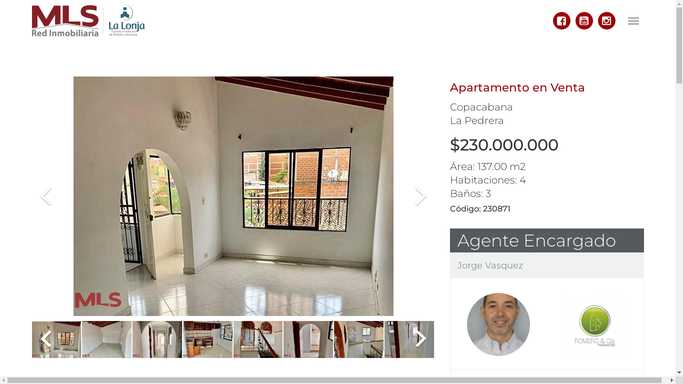 MLS
Red Inmobiliaria
La Lonja
Apartamento en Venta
Copacabana
La Pedrera
$230.000.000
Área: 137.00 m2
Habitaciones: 4
Baños: 3
Código: 230871
MLS
Agente Encargado
Jorge Vasquez